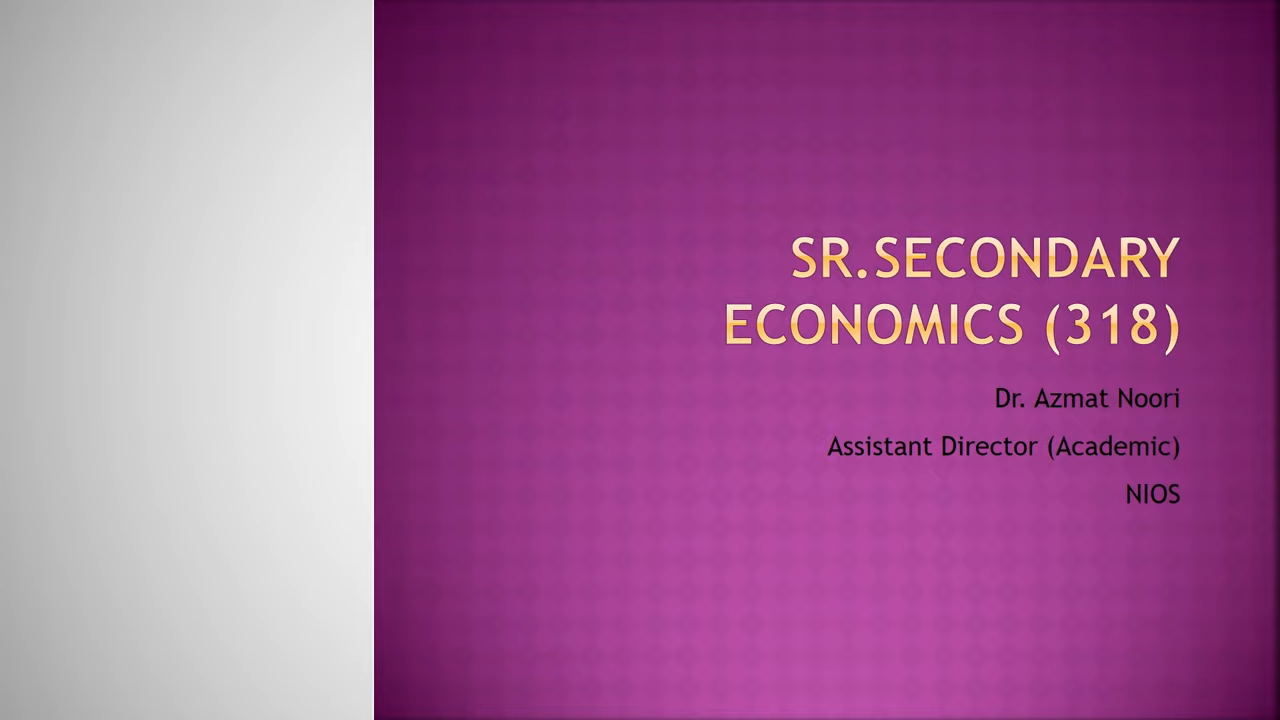 SR.SECONDARY
ECONOMICS (318)
Dr. Azmat Noori
Assistant Director (Academic)
NIOS